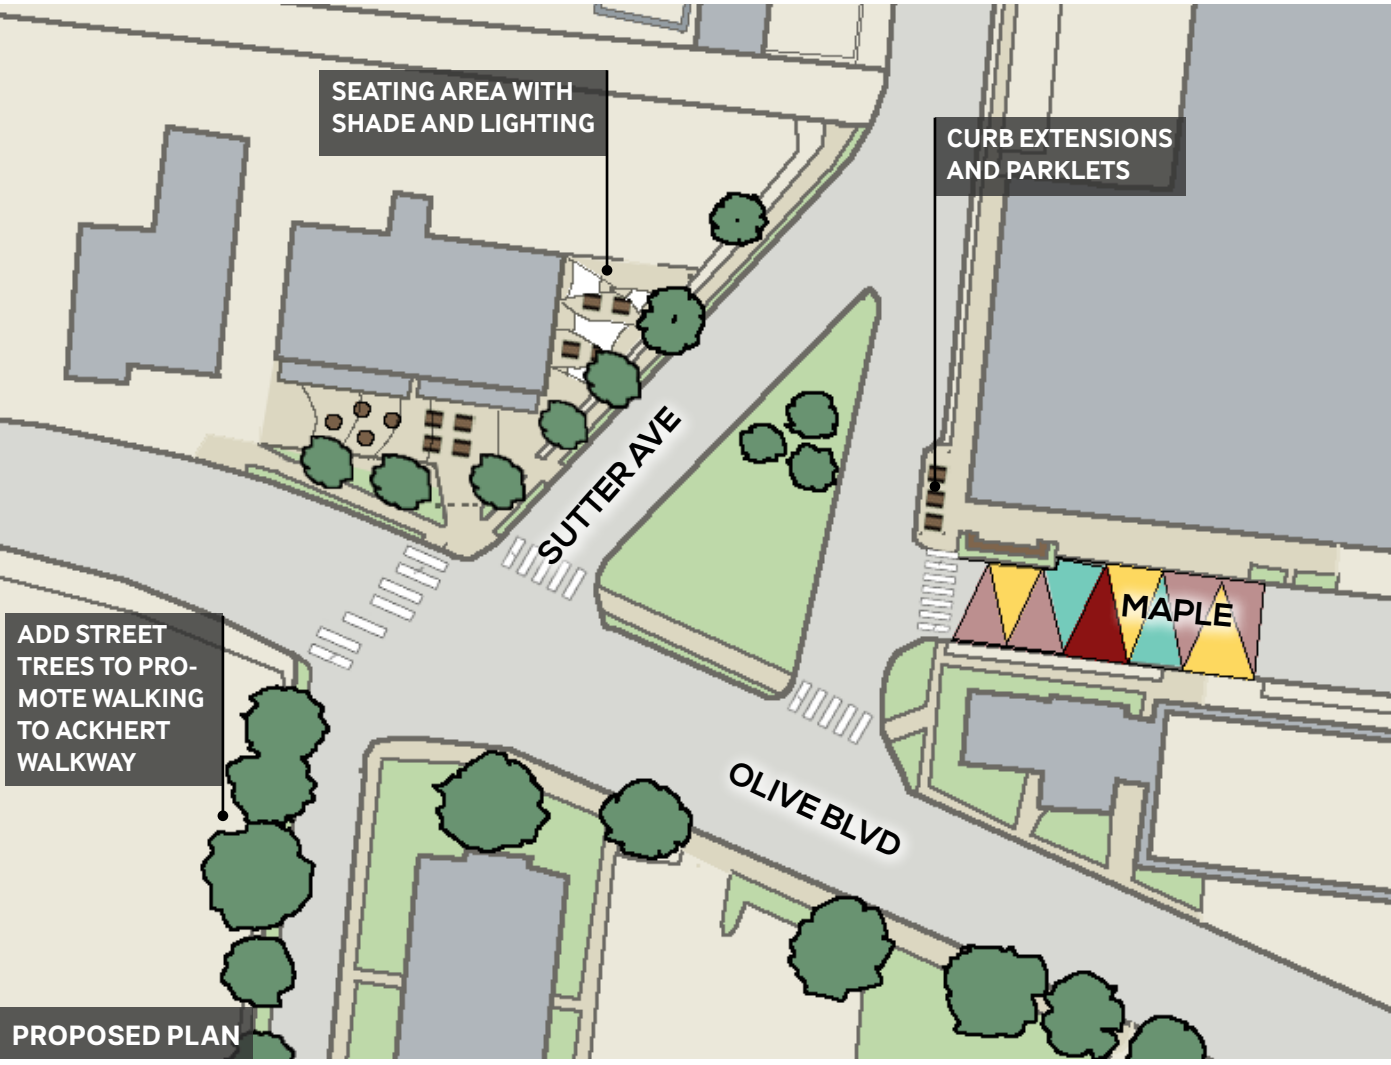 SEATING AREA WITH
SHADE AND LIGHTING
CURB EXTENSIONS
AND PARKLETS
SUTTER AVE
MAPLE
ADD STREET
TREES TO PRO-
MOTE WALKING
TO ACKHERT
WALKWAY
OLIVE BLVD
PROPOSED PLAN